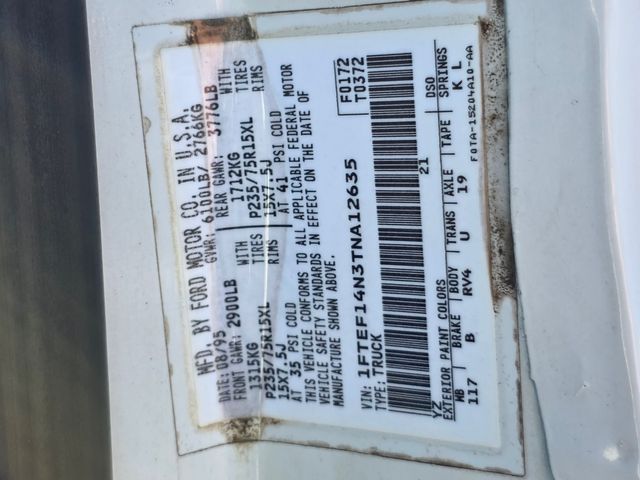 MFD. BY FORD MOTOR CO. IN U.S.A.
DATE: 08/95 GVWR: 6100LB/ 2766KG
FRONT GAWR: 2900LB REAR GAWR: 3776LB
1315KG WITH 1712KG WITH
P235/75R15XL TIRES P235/75R15XL TIRES
15X7.5J RIMS 15X7.5J RIMS
AT 35 PSI COLD AT 41 PSI COLD
THIS VEHICLE CONFORMS TO ALL APPLICABLE FEDERAL MOTOR
VEHICLE SAFETY STANDARDS IN EFFECT ON THE DATE OF
MANUFACTURE SHOWN ABOVE.
VIN: 1FTEF14N3TNA12635 F0172
TYPE: TRUCK T0372
21
YZ DSO
EXTERIOR PAINT COLORS
WB BRAKE BODY TRANS AXLE TAPE SPRINGS
117 B RV4 U 19 K L
F0TA-15204A10-AA